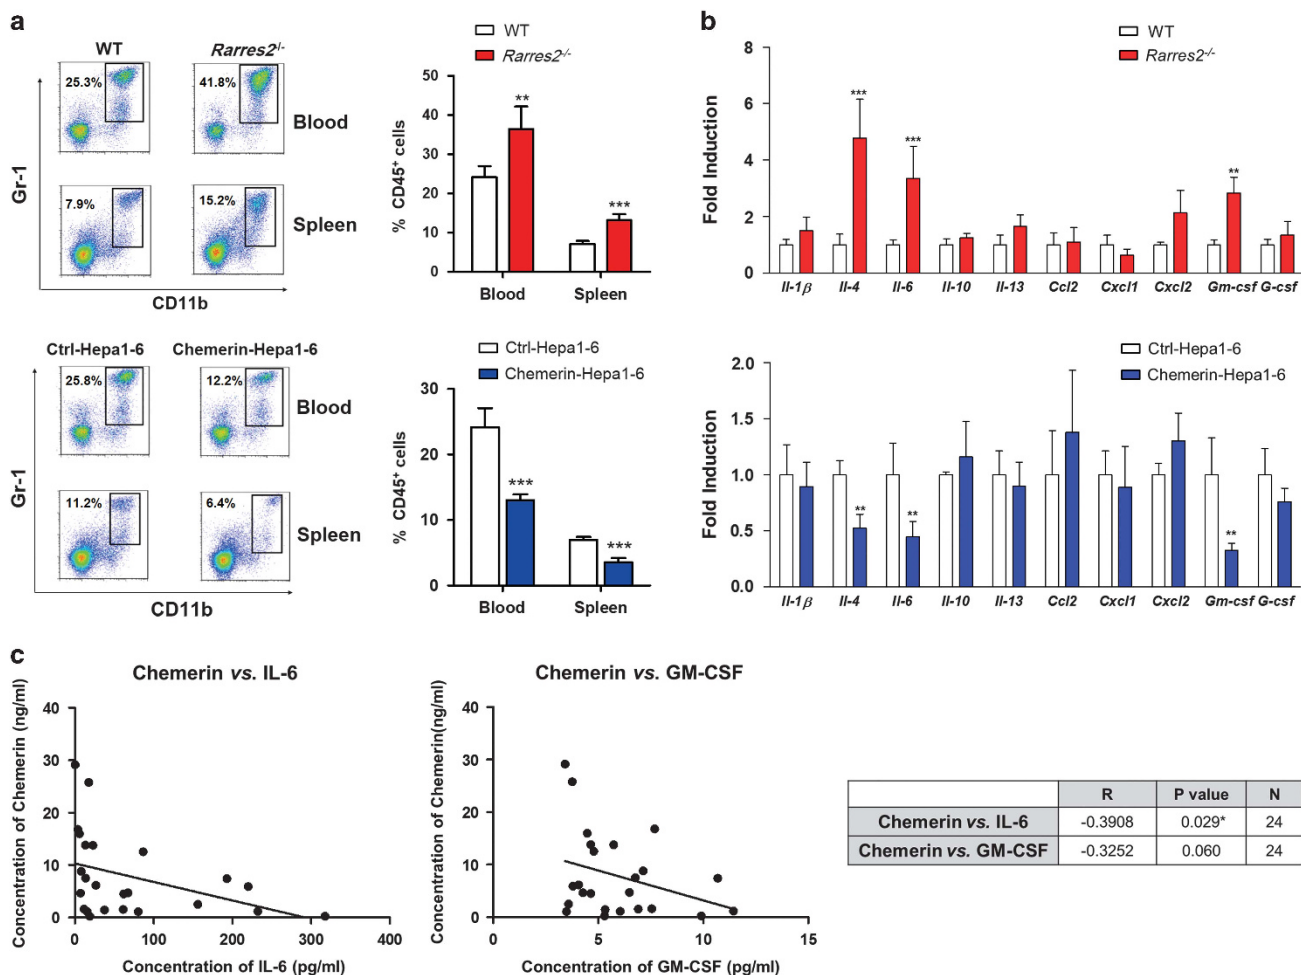 a
WT
Rarres2⁻/⁻
Gr-1
25.3%
41.8%
Blood
7.9%
15.2%
Spleen
CD11b
WT
Rarres2⁻/⁻
% CD45⁺ cells
50
40
30
20
10
0
**
***
Blood
Spleen
Ctrl-Hepa1-6
Chemerin-Hepa1-6
Gr-1
25.8%
12.2%
Blood
11.2%
6.4%
Spleen
CD11b
Ctrl-Hepa1-6
Chemerin-Hepa1-6
% CD45⁺ cells
30
20
10
0
***
***
Blood
Spleen
b
WT
Rarres2⁻/⁻
Fold Induction
8
6
4
2
0
***
***
**
Il-1β Il-4 Il-6 Il-10 Il-13 Ccl2 Cxcl1 Cxcl2 Gm-csf G-csf
Ctrl-Hepa1-6
Chemerin-Hepa1-6
Fold Induction
2.0
1.5
1.0
0.5
0.0
**
**
**
Il-1β Il-4 Il-6 Il-10 Il-13 Ccl2 Cxcl1 Cxcl2 Gm-csf G-csf
c
Chemerin vs. IL-6
Concentration of Chemerin (ng/ml)
40
30
20
10
0
0 100 200 300 400
Concentration of IL-6 (pg/ml)
Chemerin vs. GM-CSF
Concentration of Chemerin(ng/ml)
40
30
20
10
0
0 5 10 15
Concentration of GM-CSF (pg/ml)
R P value N
Chemerin vs. IL-6 -0.3908 0.029* 24
Chemerin vs. GM-CSF -0.3252 0.060 24